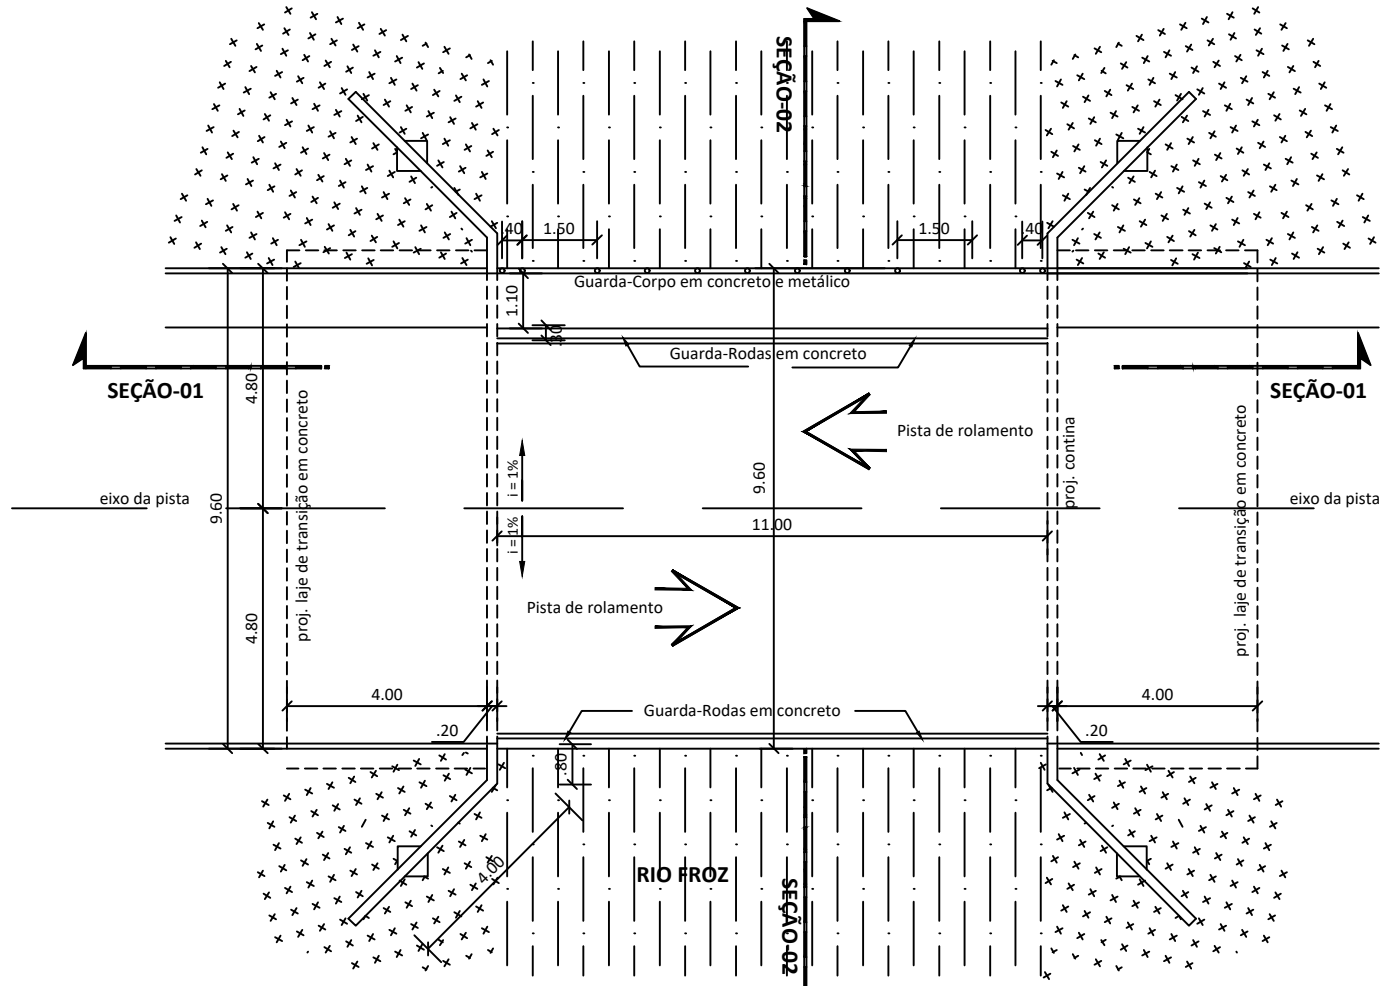 SEÇÃO-02
.40
1.50
1.50
.40
Guarda-Corpo em concreto e metálico
1.10
.30
Guarda-Rodas em concreto
SEÇÃO-01
SEÇÃO-01
4.80
proj. laje de transição em concreto
Pista de rolamento
proj. contina
proj. laje de transição em concreto
i = 1%
9.60
eixo da pista
eixo da pista
9.60
11.00
i = 1%
Pista de rolamento
4.80
4.00
4.00
Guarda-Rodas em concreto
.20
.20
.80
4.00
RIO FROZ
SEÇÃO-02